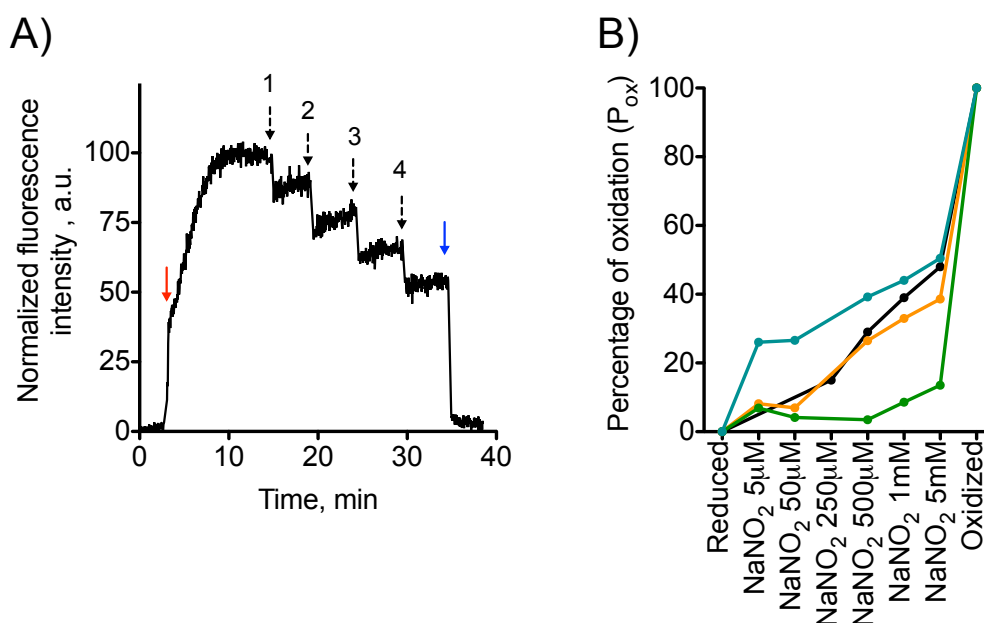 A)
Normalized fluorescence
intensity , a.u.
100
75
50
25
0
1
2
3
4
0
10
20
30
40
Time, min
B)
Percentage of oxidation (Pox)
100
80
60
40
20
0
Reduced
NaNO2 5μM
NaNO2 50μM
NaNO2 250μM
NaNO2 500μM
NaNO2 1mM
NaNO2 5mM
Oxidized